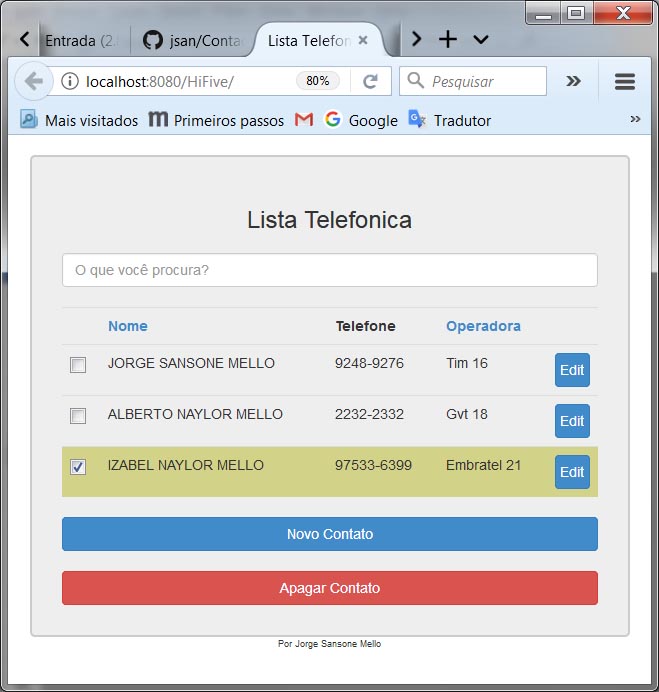 Entrada (2. jsan/Conta Lista Telefon
localhost:8080/HiFive/ 80% Pesquisar
Mais visitados Primeiros passos Google Tradutor
Lista Telefonica
O que você procura?
Nome Telefone Operadora
JORGE SANSONE MELLO 9248-9276 Tim 16 Edit
ALBERTO NAYLOR MELLO 2232-2332 Gvt 18 Edit
IZABEL NAYLOR MELLO 97533-6399 Embratel 21 Edit
Novo Contato
Apagar Contato
Por Jorge Sansone Mello